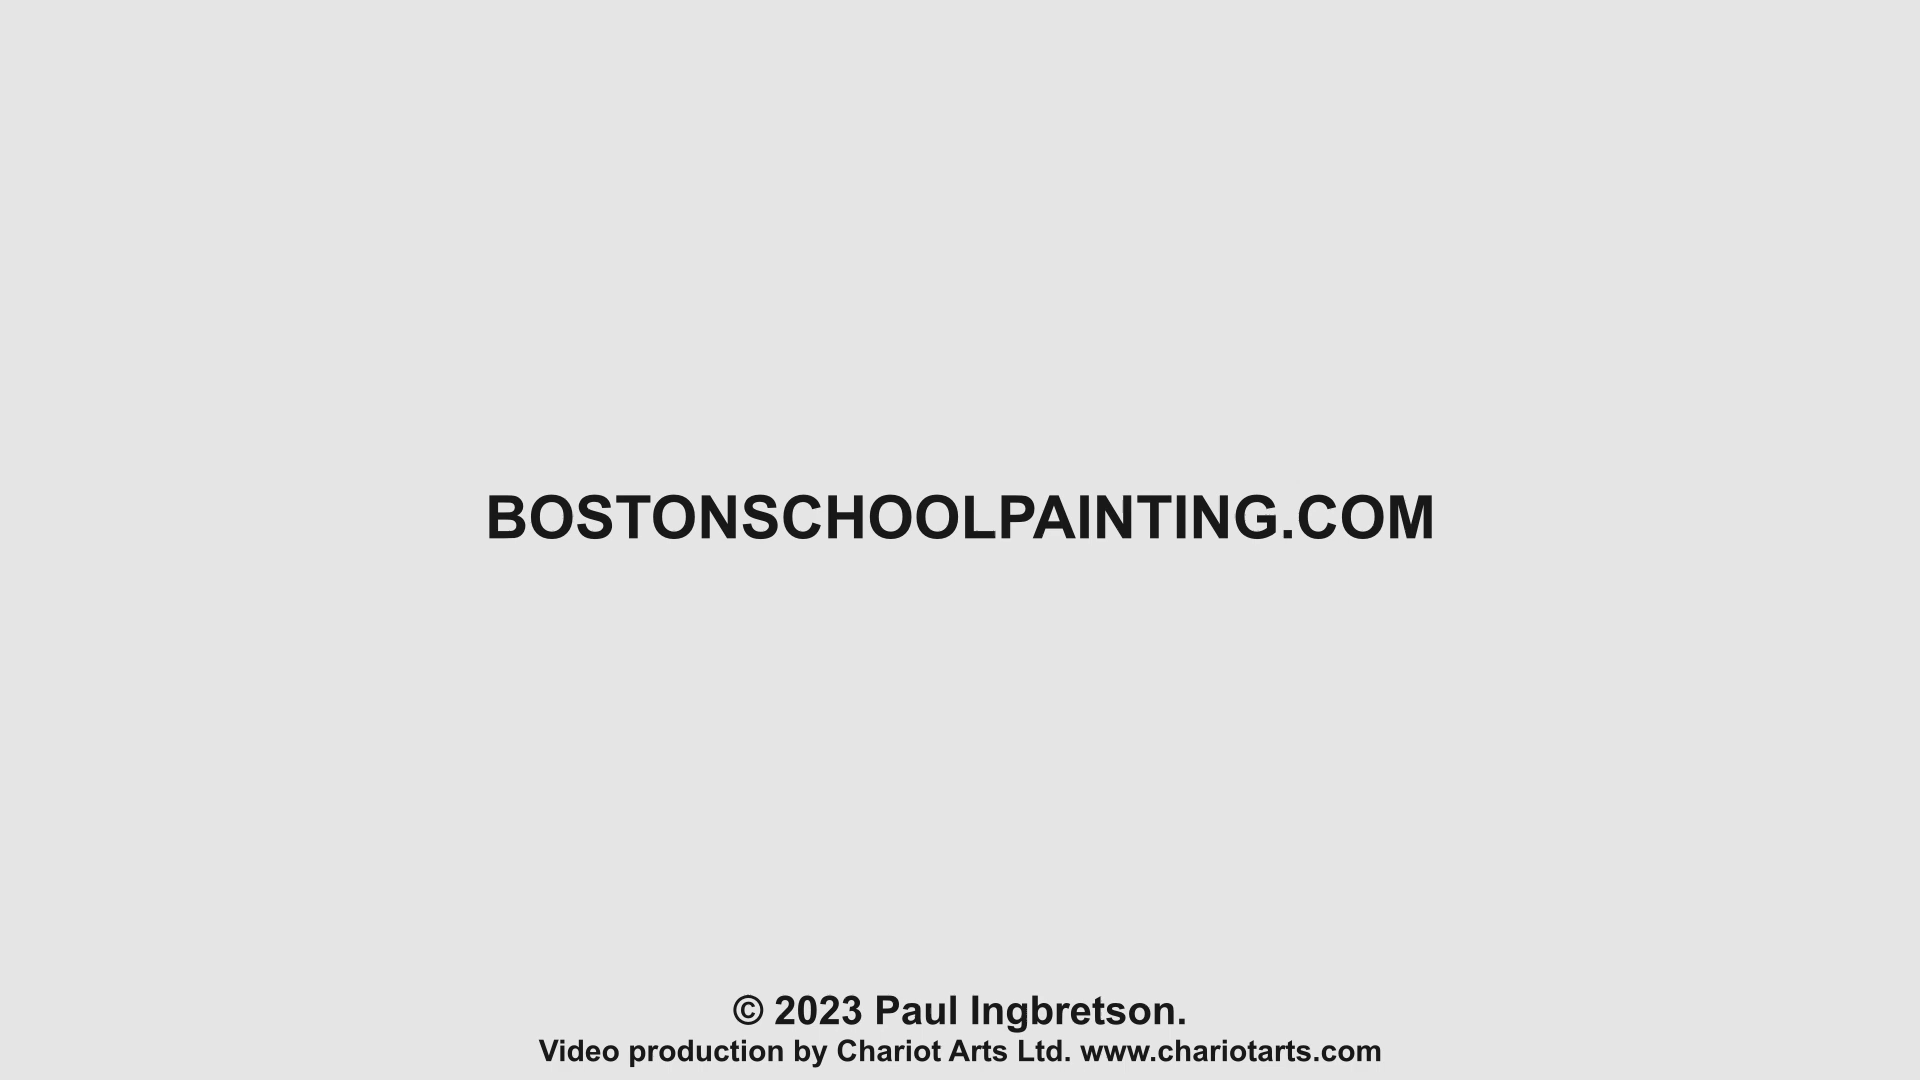 BOSTONSCHOOLPAINTING.COM
© 2023 Paul Ingbretson.
Video production by Chariot Arts Ltd. www.chariotarts.com